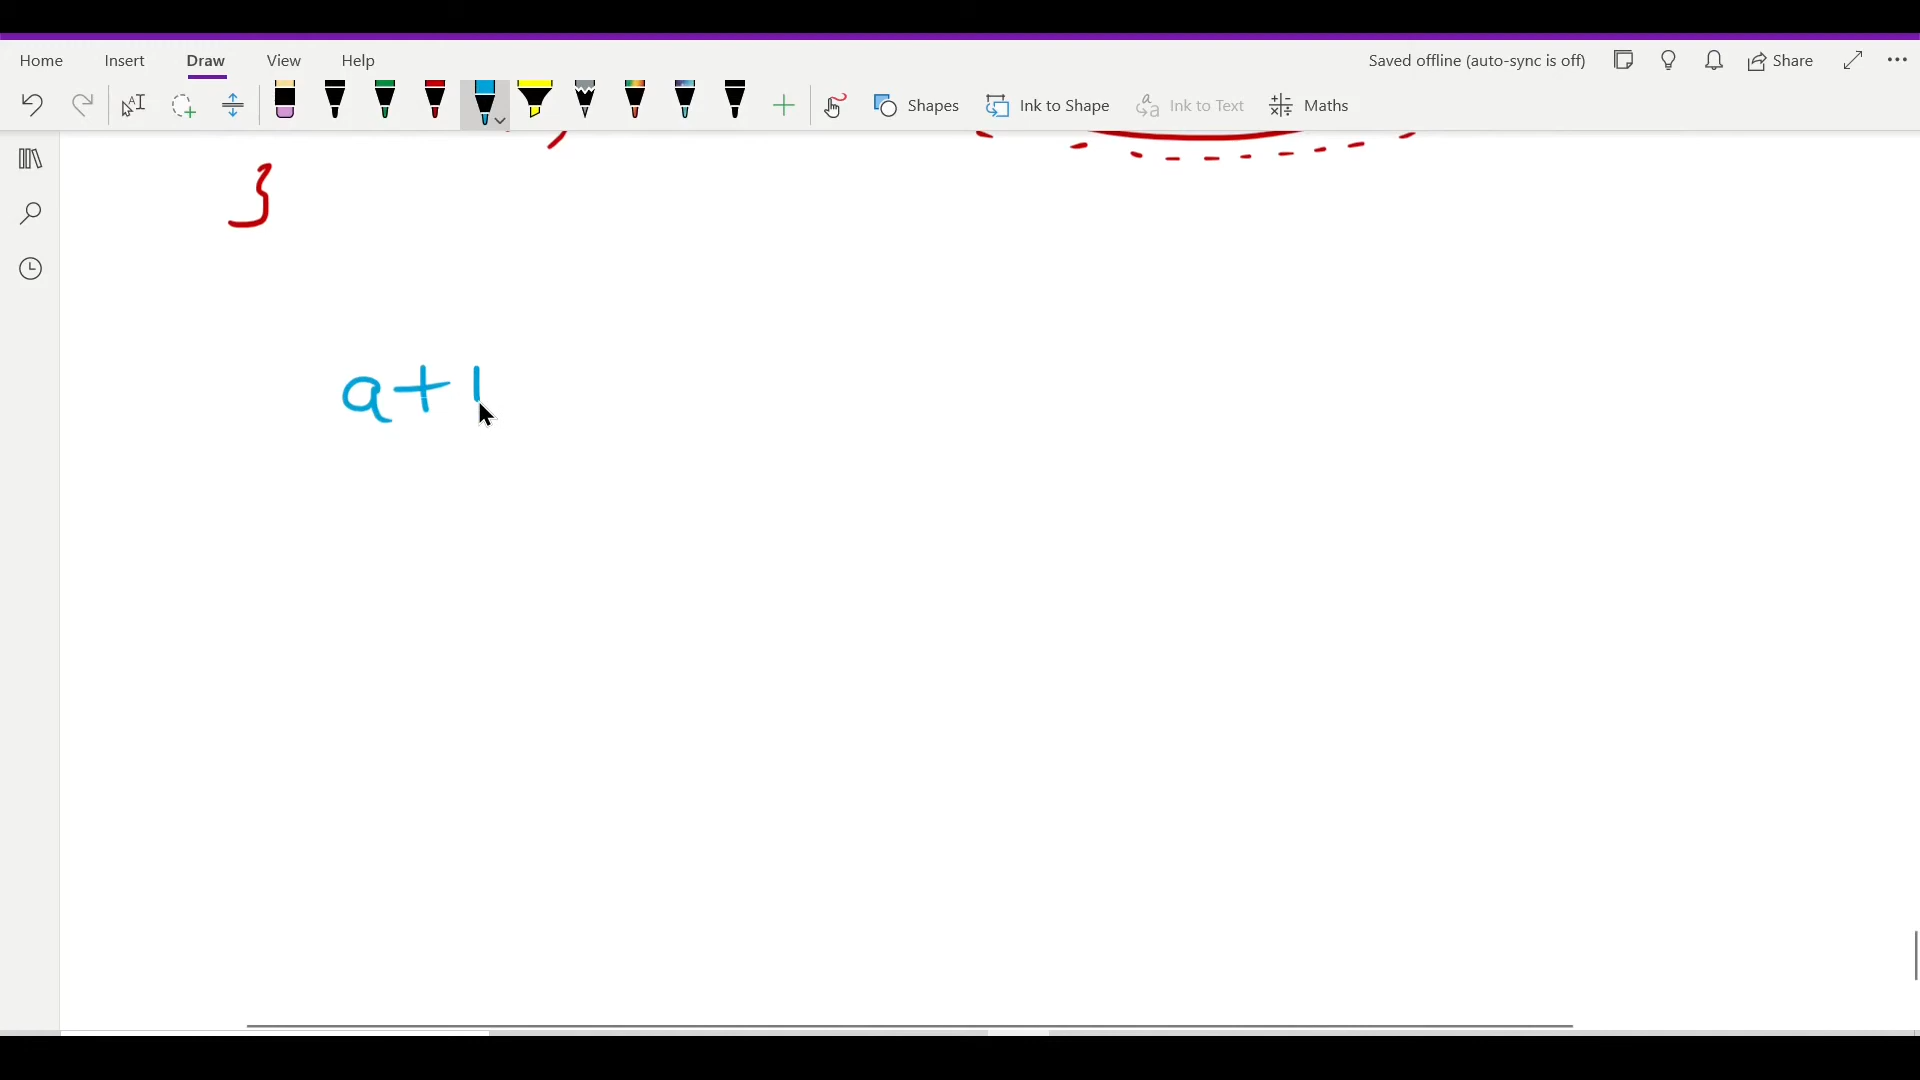 Home Insert Draw View Help Saved offline (auto-sync is off) Share
Shapes Ink to Shape Ink to Text Maths
}
a+1